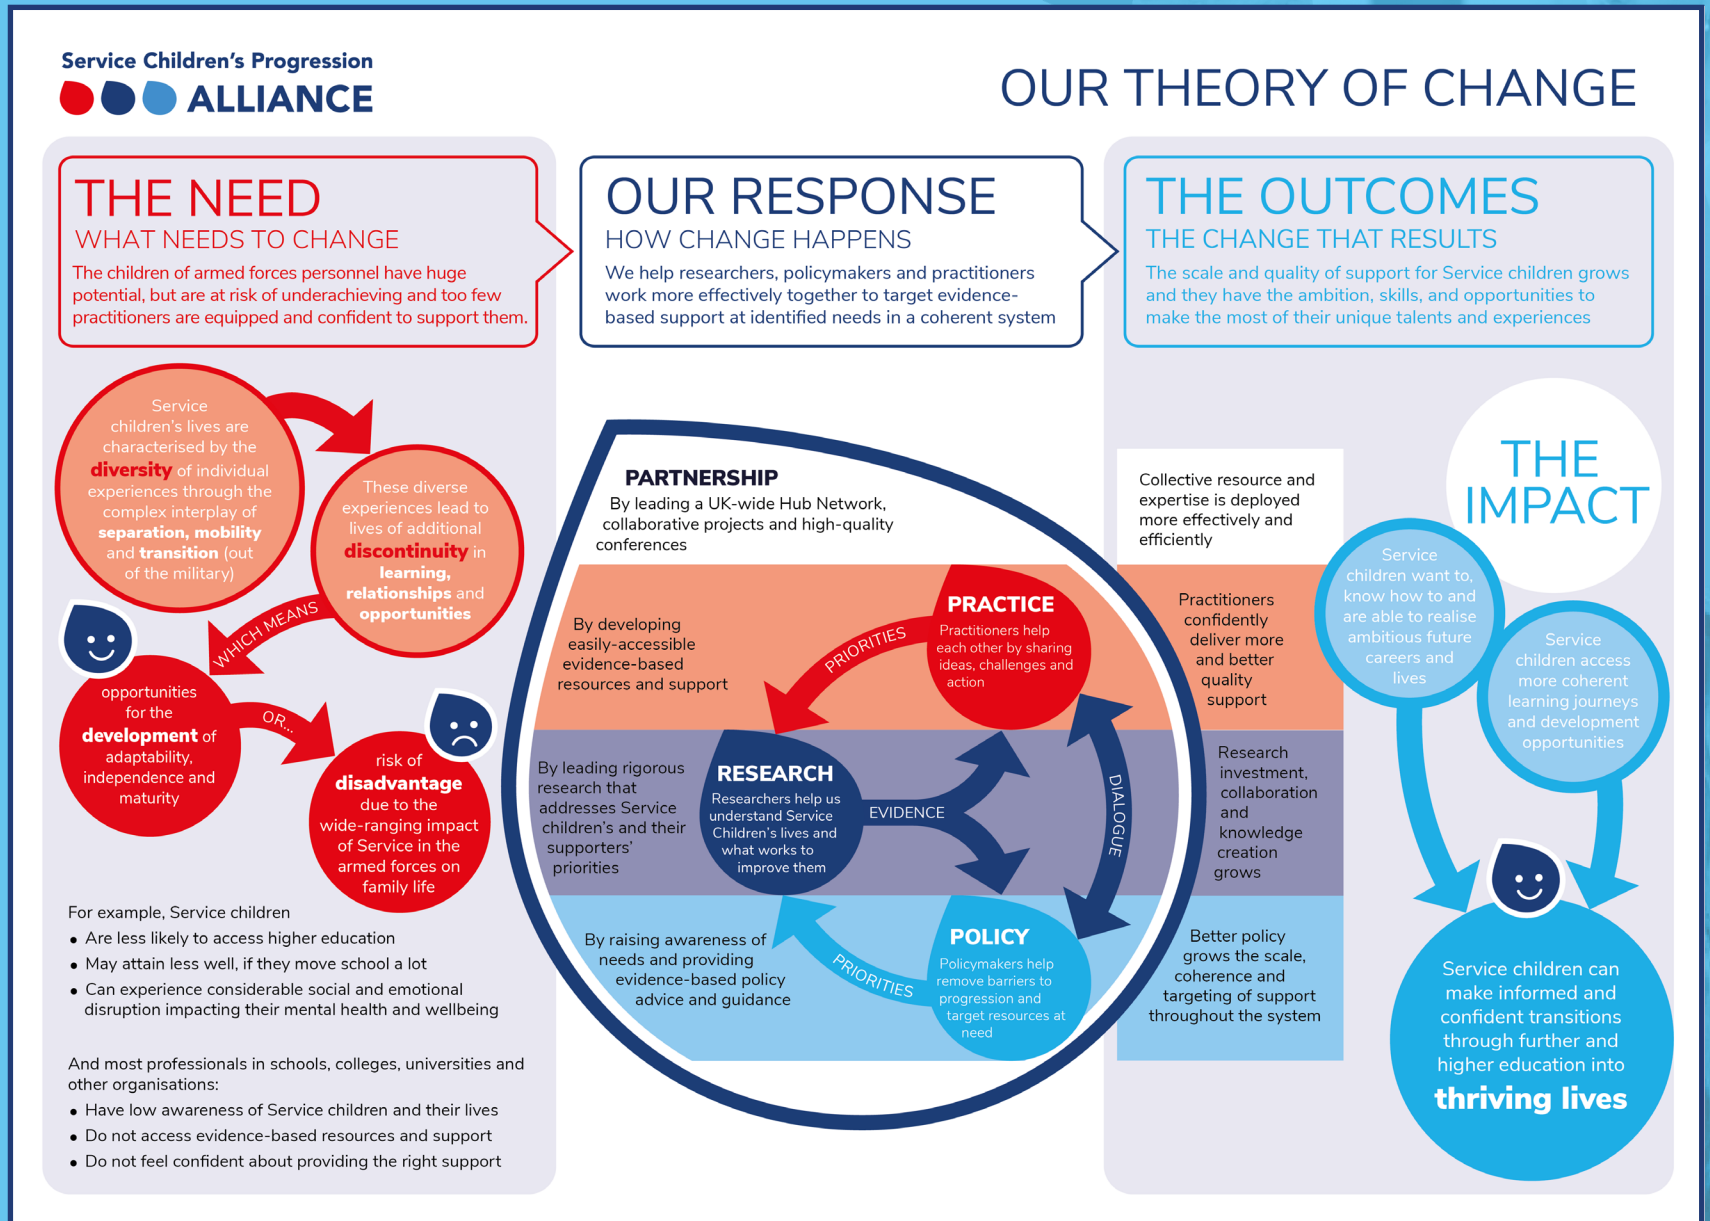 Service Children's Progression
ALLIANCE
OUR THEORY OF CHANGE
THE NEED
WHAT NEEDS TO CHANGE
The children of armed forces personnel have huge
potential, but are at risk of underachieving and too few
practitioners are equipped and confident to support them.
OUR RESPONSE
HOW CHANGE HAPPENS
We help researchers, policymakers and practitioners
work more effectively together to target evidence-
based support at identified needs in a coherent system
THE OUTCOMES
THE CHANGE THAT RESULTS
The scale and quality of support for Service children grows
and they have the ambition, skills, and opportunities to
make the most of their unique talents and experiences
Service
children's lives are
characterised by the
diversity of individual
experiences through the
complex interplay of
separation, mobility
and transition (out
of the military)
These diverse
experiences lead to
lives of additional
discontinuity in
learning,
relationships and
opportunities
WHICH MEANS
opportunities
for the
development of
adaptability,
independence and
maturity
OR...
risk of
disadvantage
due to the
wide-ranging impact
of Service in the
armed forces on
family life
For example, Service children
• Are less likely to access higher education
• May attain less well, if they move school a lot
• Can experience considerable social and emotional
disruption impacting their mental health and wellbeing
And most professionals in schools, colleges, universities and
other organisations:
• Have low awareness of Service children and their lives
• Do not access evidence-based resources and support
• Do not feel confident about providing the right support
PARTNERSHIP
By leading a UK-wide Hub Network,
collaborative projects and high-quality
conferences
By developing
easily-accessible
evidence-based
resources and support
PRIORITIES
PRACTICE
Practitioners help
each other by sharing
ideas, challenges and
action
By leading rigorous
research that
addresses Service
children's and their
supporters'
priorities
RESEARCH
Researchers help us
understand Service
Children's lives and
what works to
improve them
EVIDENCE
DIALOGUE
By raising awareness of
needs and providing
evidence-based policy
advice and guidance
PRIORITIES
POLICY
Policymakers help
remove barriers to
progression and
target resources at
need
Collective resource and
expertise is deployed
more effectively and
efficiently
Practitioners
confidently
deliver more
and better
quality
support
Research
investment,
collaboration
and
knowledge
creation
grows
Better policy
grows the scale,
coherence and
targeting of support
throughout the system
THE
IMPACT
Service
children want to,
know how to and
are able to realise
ambitious future
careers and
lives
Service
children access
more coherent
learning journeys
and development
opportunities
Service children can
make informed and
confident transitions
through further and
higher education into
thriving lives